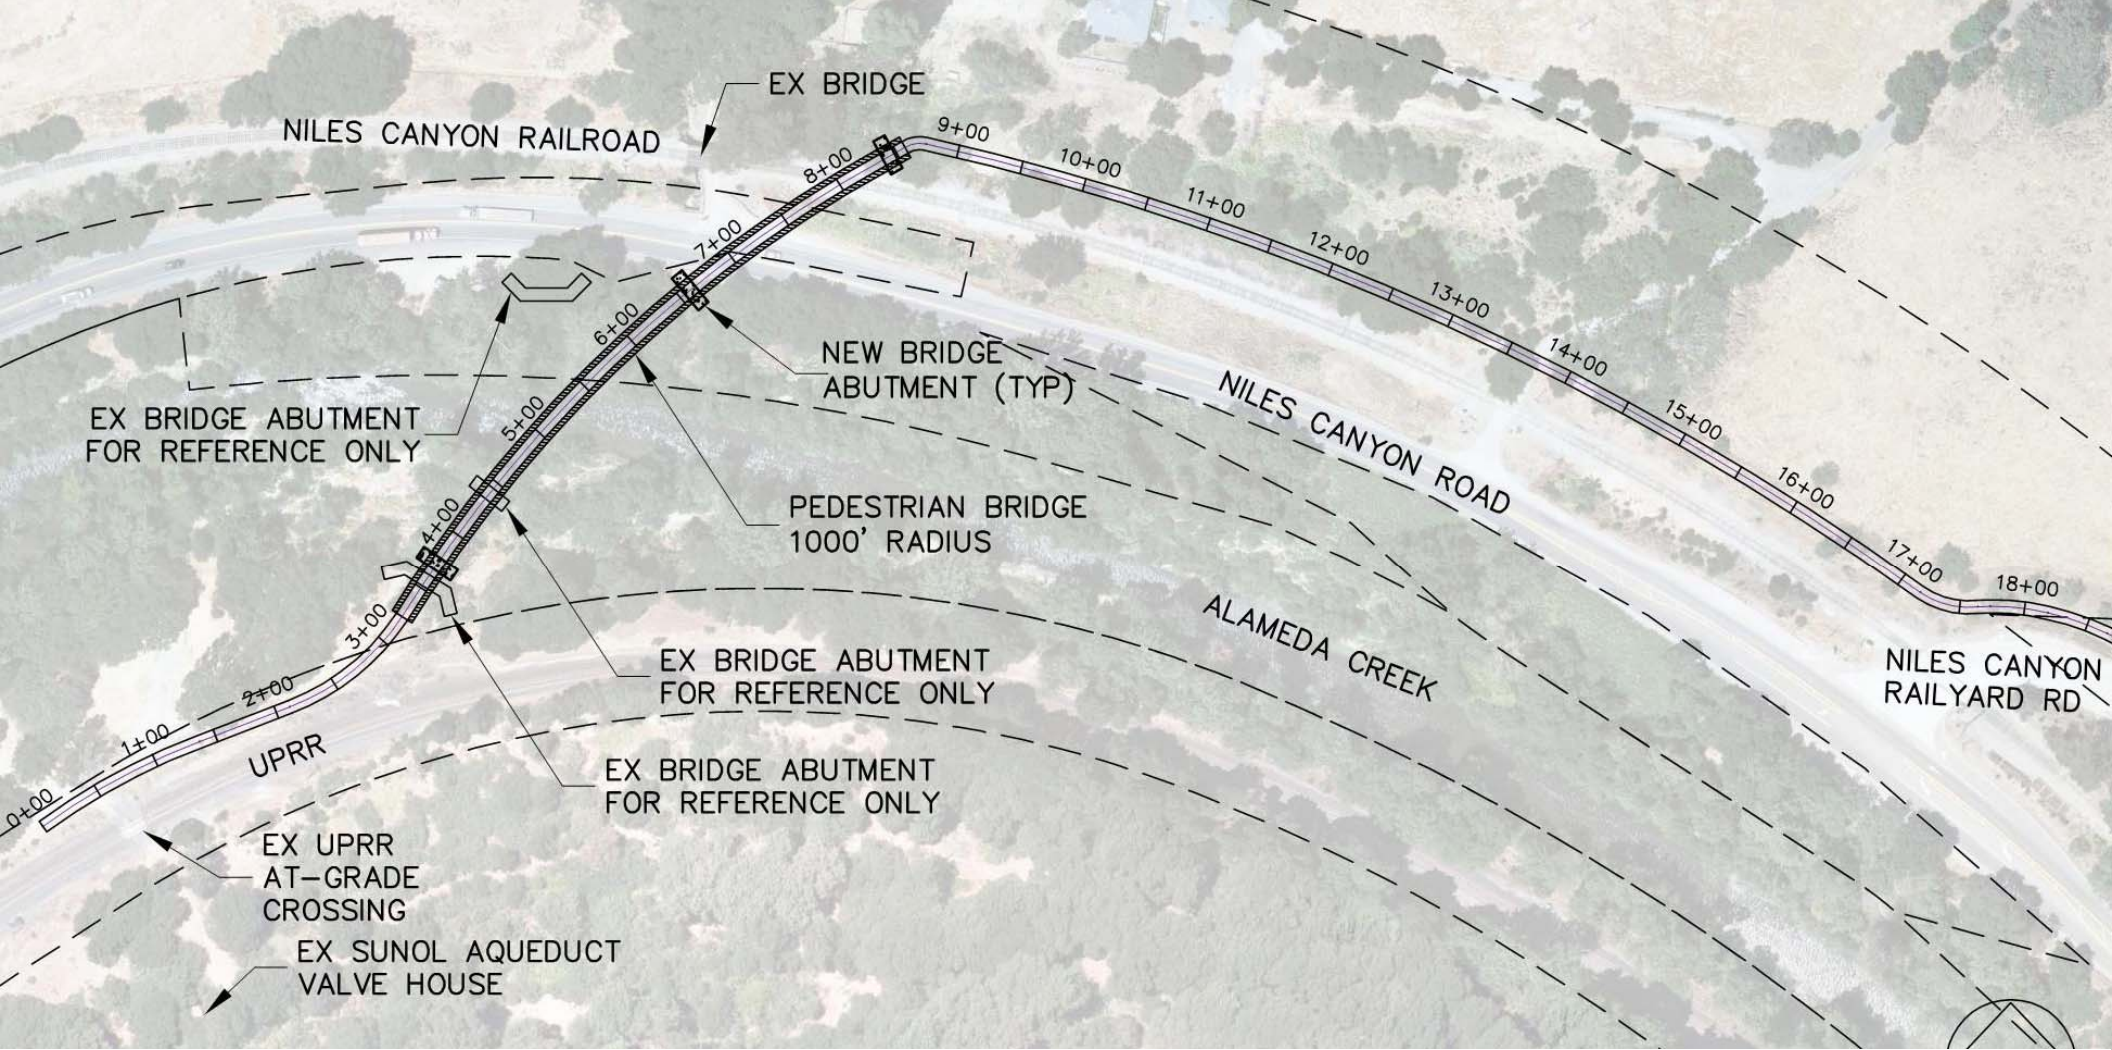 EX BRIDGE
NILES CANYON RAILROAD
9+00
8+00
10+00
11+00
7+00
12+00
13+00
6+00
14+00
NEW BRIDGE
ABUTMENT (TYP)
NILES CANYON ROAD
5+00
15+00
EX BRIDGE ABUTMENT
FOR REFERENCE ONLY
16+00
PEDESTRIAN BRIDGE
1000' RADIUS
4+00
17+00
18+00
3+00
ALAMEDA CREEK
EX BRIDGE ABUTMENT
FOR REFERENCE ONLY
NILES CANYON
RAILYARD RD
2+00
1+00
UPRR
EX BRIDGE ABUTMENT
FOR REFERENCE ONLY
0+00
EX UPRR
AT-GRADE
CROSSING
EX SUNOL AQUEDUCT
VALVE HOUSE